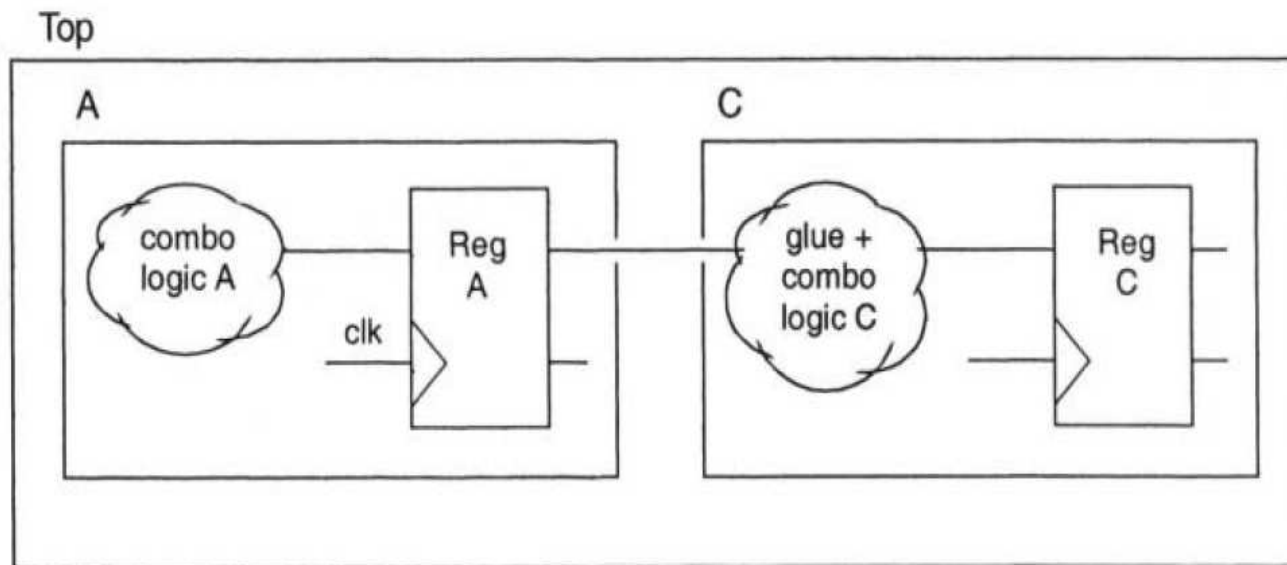 Top
A
C
combo
logic A
Reg
A
clk
glue +
combo
logic C
Reg
C